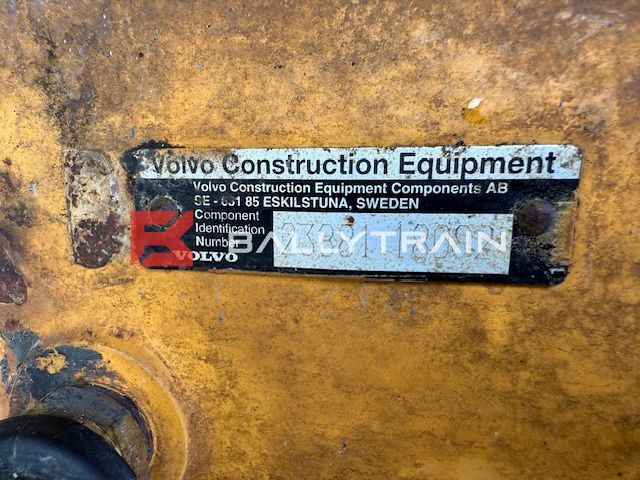 Volvo Construction Equipment
Volvo Construction Equipment Components AB
SE - 631 85 ESKILSTUNA, SWEDEN
Component
Identification
Number
VOLVO
BALLYTRAIN